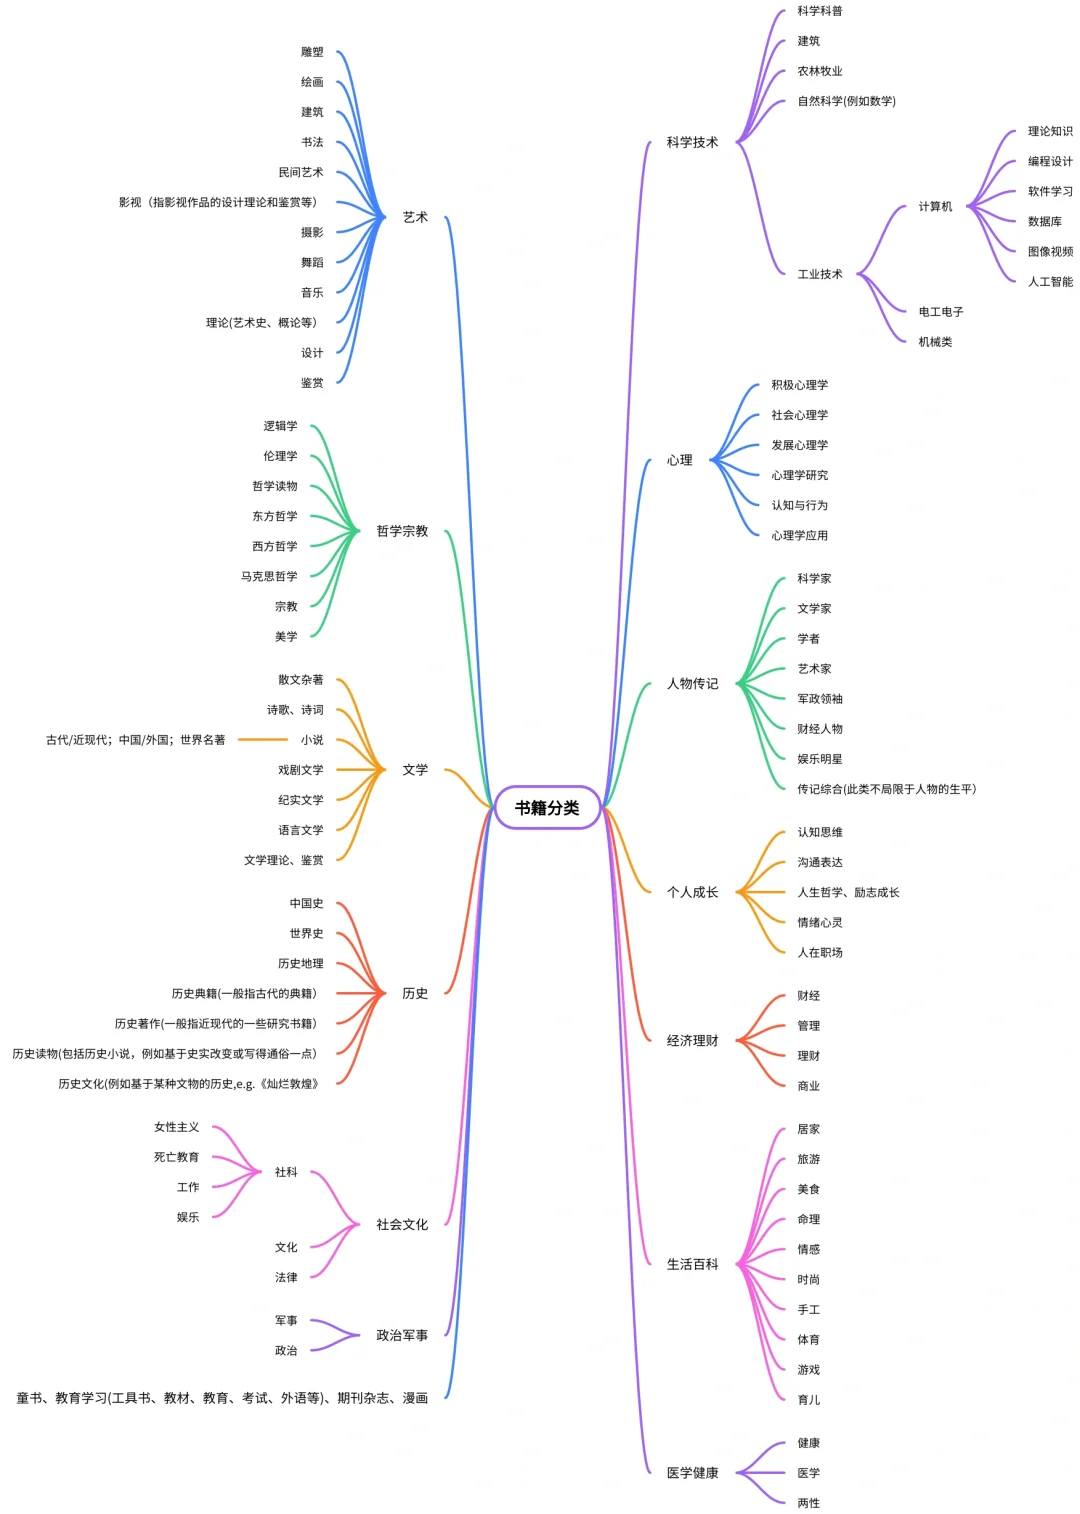 书籍分类
艺术
雕塑
绘画
建筑
书法
民间艺术
影视（指影视作品的设计理论和鉴赏等）
摄影
舞蹈
音乐
理论(艺术史、概论等）
设计
鉴赏
哲学宗教
逻辑学
伦理学
哲学读物
东方哲学
西方哲学
马克思哲学
宗教
美学
文学
散文杂著
诗歌、诗词
小说
古代/近现代；中国/外国；世界名著
戏剧文学
纪实文学
语言文学
文学理论、鉴赏
历史
中国史
世界史
历史地理
历史典籍(一般指古代的典籍）
历史著作(一般指近现代的一些研究书籍）
历史读物(包括历史小说，例如基于史实改变或写得通俗一点）
历史文化(例如基于某种文物的历史,e.g.《灿烂敦煌》
社会文化
社科
女性主义
死亡教育
工作
娱乐
文化
法律
政治军事
军事
政治
童书、教育学习(工具书、教材、教育、考试、外语等)、期刊杂志、漫画
科学技术
科学科普
建筑
农林牧业
自然科学(例如数学)
工业技术
计算机
理论知识
编程设计
软件学习
数据库
图像视频
人工智能
电工电子
机械类
心理
积极心理学
社会心理学
发展心理学
心理学研究
认知与行为
心理学应用
人物传记
科学家
文学家
学者
艺术家
军政领袖
财经人物
娱乐明星
传记综合(此类不局限于人物的生平）
个人成长
认知思维
沟通表达
人生哲学、励志成长
情绪心灵
人在职场
经济理财
财经
管理
理财
商业
生活百科
居家
旅游
美食
命理
情感
时尚
手工
体育
游戏
育儿
医学健康
健康
医学
两性